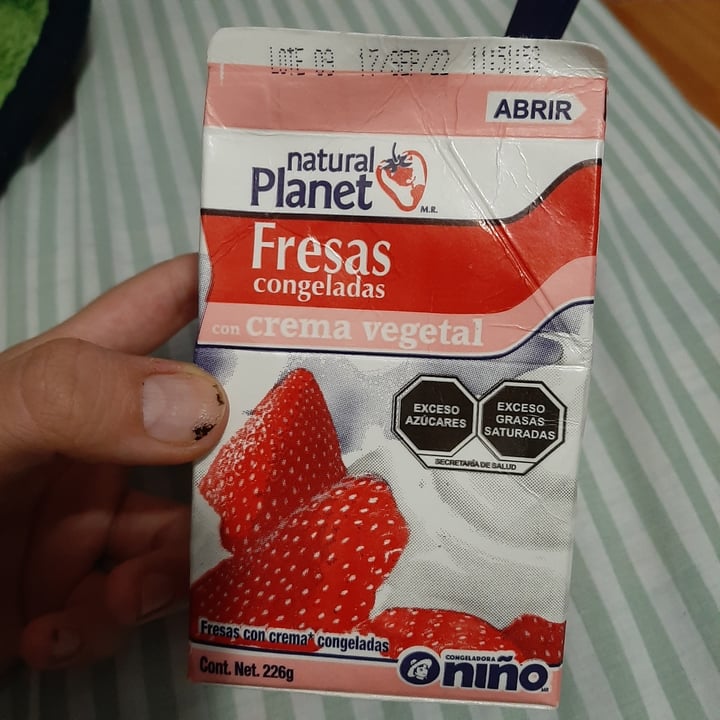 LOTE 09 17/SEP/22 11:51:50
ABRIR
natural
Planet
M.R.
Fresas
congeladas
con crema vegetal
EXCESO
AZÚCARES
EXCESO
GRASAS
SATURADAS
SECRETARÍA DE SALUD
Fresas con crema* congeladas
Cont. Net. 226g
CONGELADORA
niño